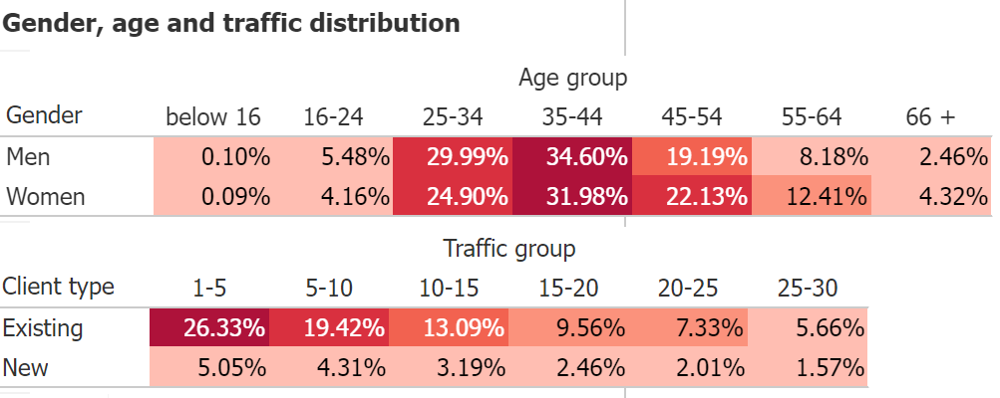 Gender, age and traffic distribution
Age group
Gender below 16 16-24 25-34 35-44 45-54 55-64 66 +
Men 0.10% 5.48% 29.99% 34.60% 19.19% 8.18% 2.46%
Women 0.09% 4.16% 24.90% 31.98% 22.13% 12.41% 4.32%
Traffic group
Client type 1-5 5-10 10-15 15-20 20-25 25-30
Existing 26.33% 19.42% 13.09% 9.56% 7.33% 5.66%
New 5.05% 4.31% 3.19% 2.46% 2.01% 1.57%